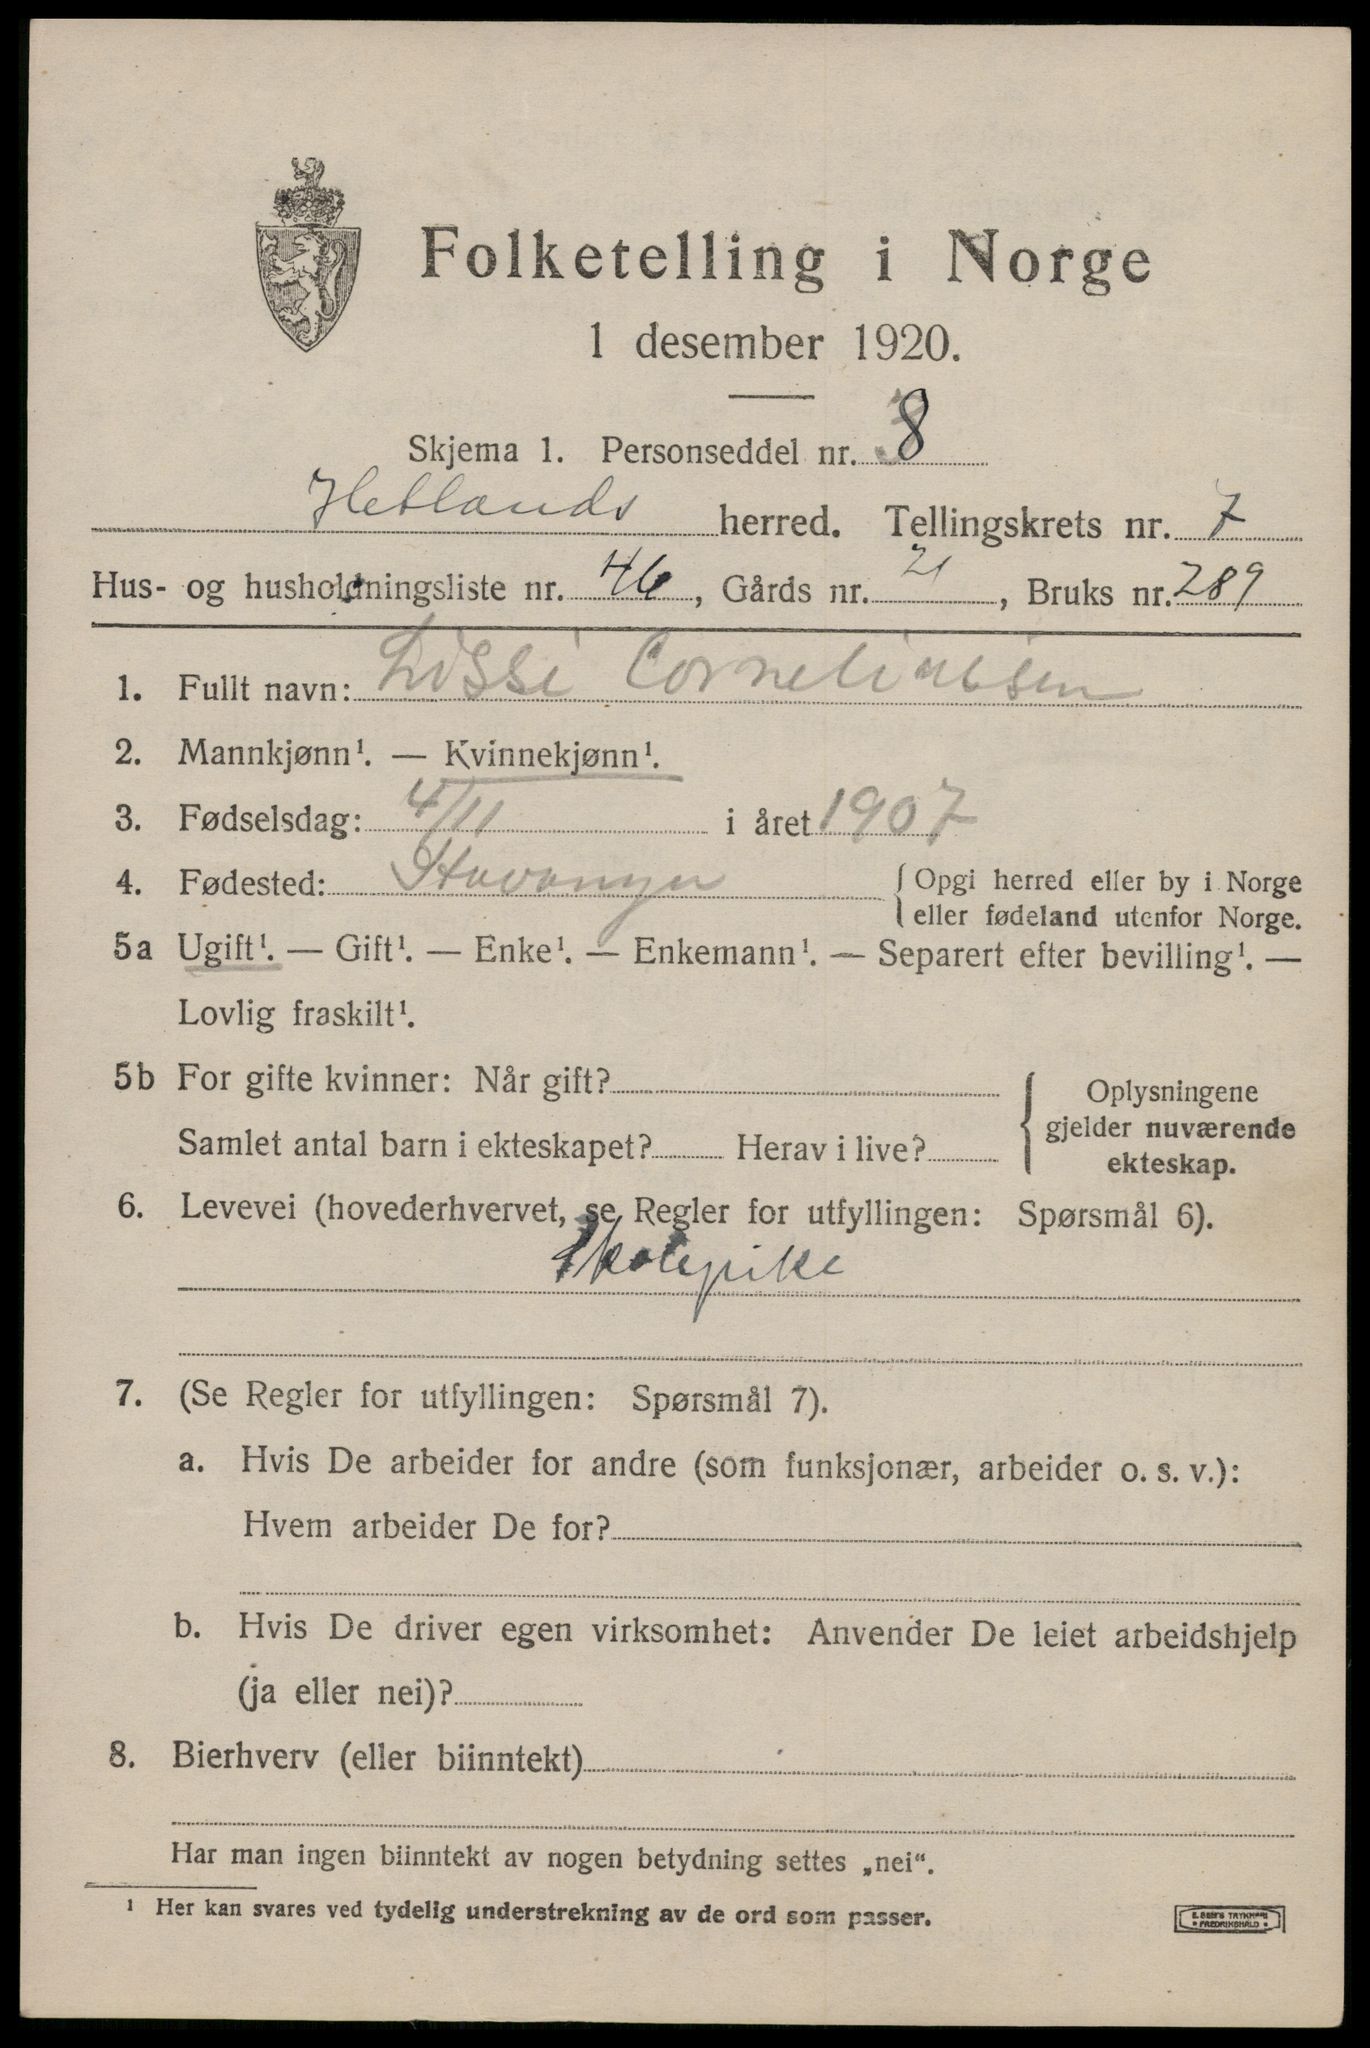 Folketelling i Norge
1 desember 1920.
Skjema 1. Personseddel nr. 8
Hetlands herred. Tellingskrets nr. 7
Hus- og husholdningsliste nr. 46, Gårds nr. 21, Bruks nr. 289
1. Fullt navn: Lissi Corneliussen
2. Mannkjønn¹. — Kvinnekjønn¹.
3. Fødselsdag: 4/11 i året 1907
4. Fødested: Stavanger { Opgi herred eller by i Norge
eller fødeland utenfor Norge.
5a Ugift¹. — Gift¹. — Enke¹. — Enkemann¹. — Separert efter bevilling¹. —
Lovlig fraskilt¹.
5b For gifte kvinner: Når gift?
Samlet antal barn i ekteskapet? Herav i live?
{ Oplysningene
gjelder nuværende
ekteskap.
6. Levevei (hovederhvervet, se Regler for utfyllingen: Spørsmål 6).
Skolepike
7. (Se Regler for utfyllingen: Spørsmål 7).
a. Hvis De arbeider for andre (som funksjonær, arbeider o. s. v.):
Hvem arbeider De for?
b. Hvis De driver egen virksomhet: Anvender De leiet arbeidshjelp
(ja eller nei)?
8. Bierhverv (eller biinntekt)
Har man ingen biinntekt av nogen betydning settes „nei“.
¹ Her kan svares ved tydelig understrekning av de ord som passer.
E. SEM'S TRYKKERI
FREDRIKSHALD